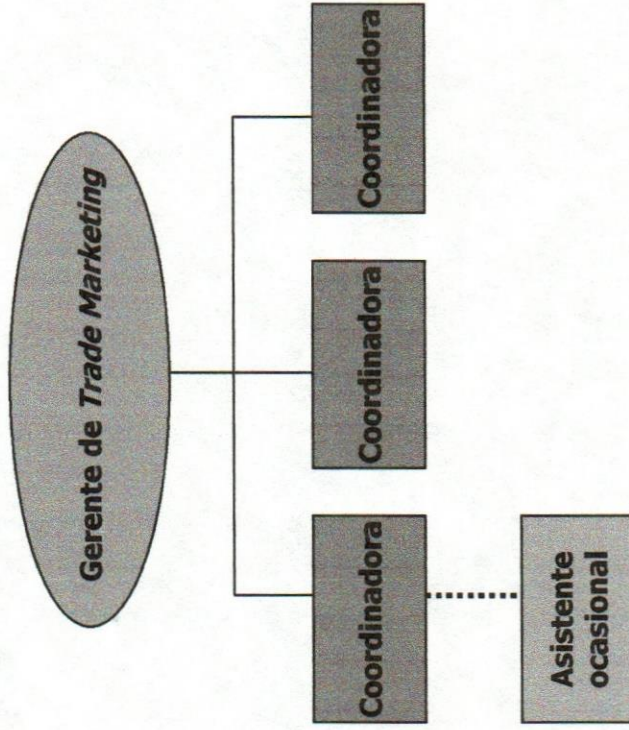 Gerente de Trade Marketing
Coordinadora
Coordinadora
Coordinadora
Asistente
ocasional